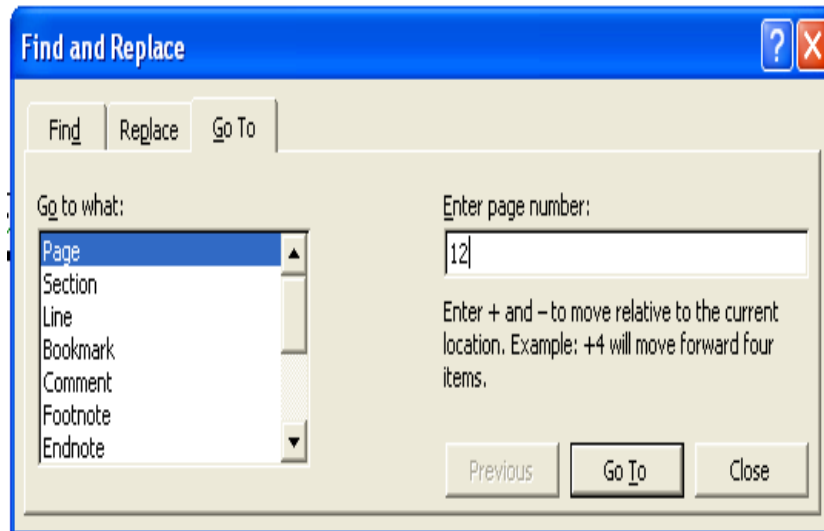 Find and Replace
Find
Replace
Go To
Go to what:
Page
Section
Line
Bookmark
Comment
Footnote
Endnote
Enter page number:
12
Enter + and – to move relative to the current
location. Example: +4 will move forward four
items.
Previous
Go To
Close